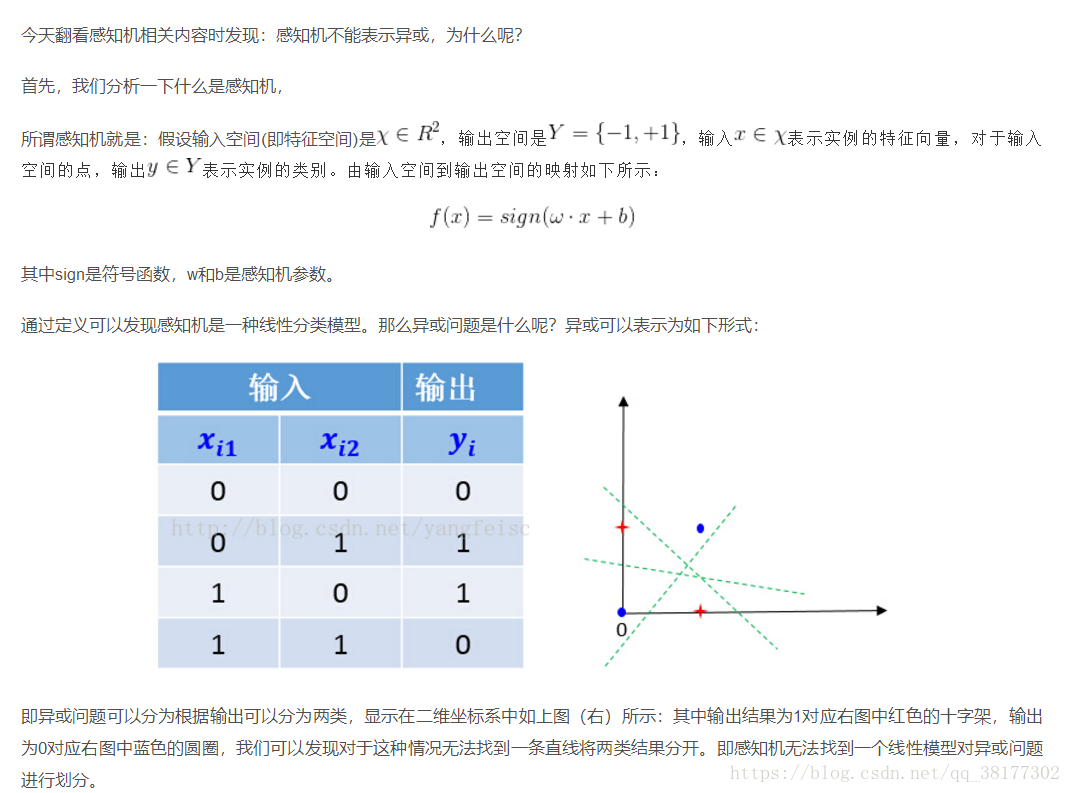 今天翻看感知机相关内容时发现：感知机不能表示异或，为什么呢？
首先，我们分析一下什么是感知机，
所谓感知机就是：假设输入空间(即特征空间)是χ ∈ R²，输出空间是Y = {−1, +1}，输入x ∈ χ表示实例的特征向量，对于输入
空间的点，输出y ∈ Y表示实例的类别。由输入空间到输出空间的映射如下所示：
f(x) = sign(ω · x + b)
其中sign是符号函数，w和b是感知机参数。
通过定义可以发现感知机是一种线性分类模型。那么异或问题是什么呢？异或可以表示为如下形式：
输入 输出
x_{i1} x_{i2} y_i
0 0 0
http://blog.csdn.net/yangfeisc
0 1 1
1 0 1
1 1 0
0
即异或问题可以分为根据输出可以分为两类，显示在二维坐标系中如上图（右）所示：其中输出结果为1对应右图中红色的十字架，输出
为0对应右图中蓝色的圆圈，我们可以发现对于这种情况无法找到一条直线将两类结果分开。即感知机无法找到一个线性模型对异或问题
进行划分。
https://blog.csdn.net/qq_38177302